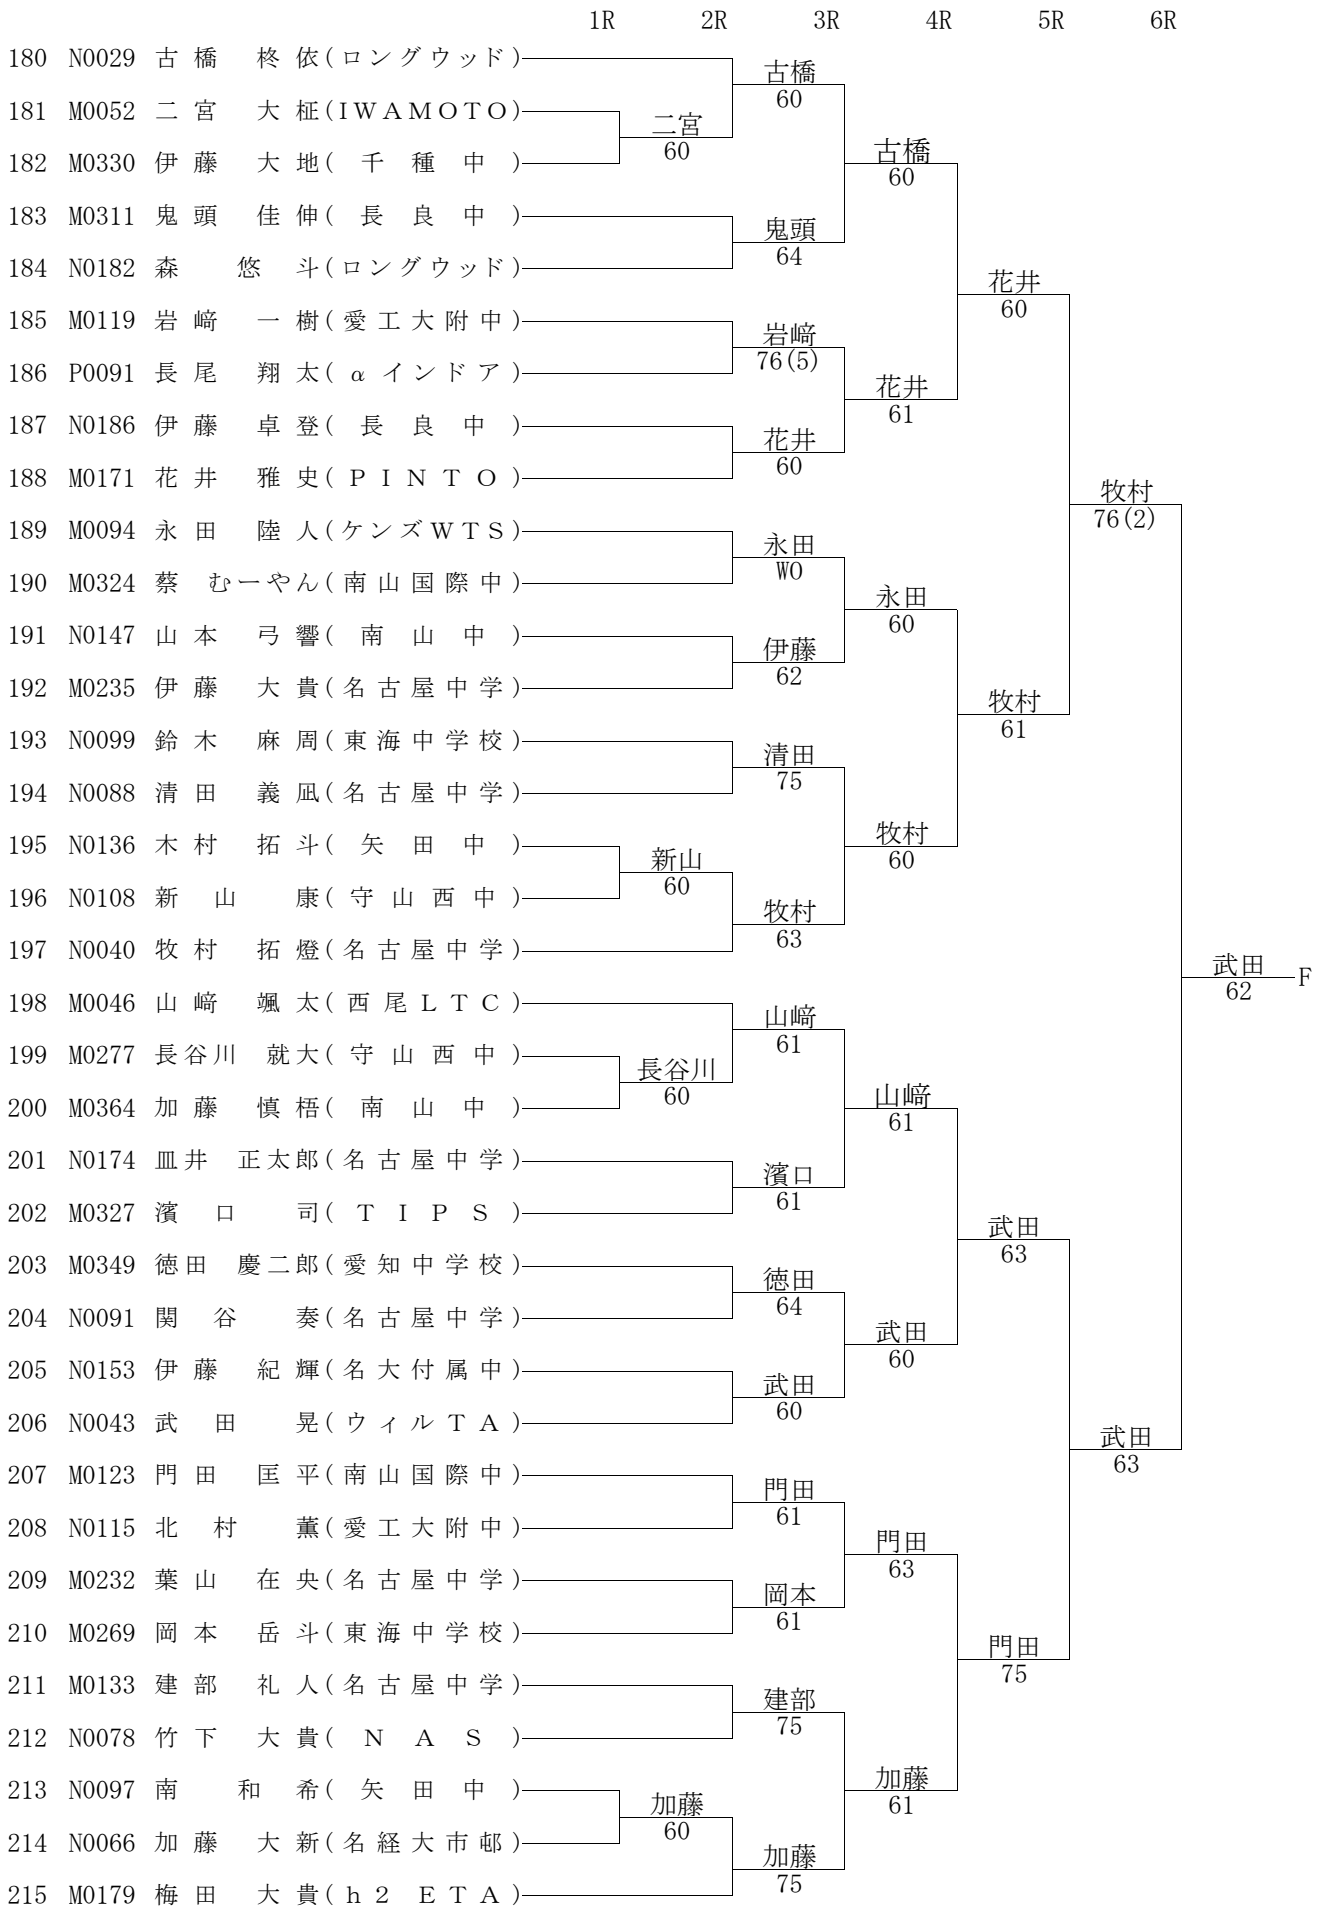 1R 2R 3R 4R 5R 6R
180 N0029 古橋 柊依(ロングウッド)
古橋
60
181 M0052 二宮 大柾(IWAMOTO)
二宮
60
182 M0330 伊藤 大地(千種中)
古橋
60
183 M0311 鬼頭 佳伸(長良中)
鬼頭
64
184 N0182 森 悠斗(ロングウッド)
花井
60
185 M0119 岩﨑 一樹(愛工大附中)
岩﨑
76(5)
186 P0091 長尾 翔太(αインドア)
花井
61
187 N0186 伊藤 卓登(長良中)
花井
60
188 M0171 花井 雅史(PINTO)
牧村
76(2)
189 M0094 永田 陸人(ケンズWTS)
永田
WO
190 M0324 蔡 むーやん(南山国際中)
永田
60
191 N0147 山本 弓響(南山中)
伊藤
62
192 M0235 伊藤 大貴(名古屋中学)
牧村
61
193 N0099 鈴木 麻周(東海中学校)
清田
75
194 N0088 清田 義凪(名古屋中学)
牧村
60
195 N0136 木村 拓斗(矢田中)
新山
60
196 N0108 新山 康(守山西中)
牧村
63
197 N0040 牧村 拓燈(名古屋中学)
武田 F
62
198 M0046 山﨑 颯太(西尾LTC)
山﨑
61
199 M0277 長谷川 就大(守山西中)
長谷川
60
200 M0364 加藤 慎梧(南山中)
山﨑
61
201 N0174 皿井 正太郎(名古屋中学)
濱口
61
202 M0327 濱口 司(TIPS)
武田
63
203 M0349 徳田 慶二郎(愛知中学校)
徳田
64
204 N0091 関谷 奏(名古屋中学)
武田
60
205 N0153 伊藤 紀輝(名大付属中)
武田
60
206 N0043 武田 晃(ウィルTA)
武田
63
207 M0123 門田 匡平(南山国際中)
門田
61
208 N0115 北村 薫(愛工大附中)
門田
63
209 M0232 葉山 在央(名古屋中学)
岡本
61
210 M0269 岡本 岳斗(東海中学校)
門田
75
211 M0133 建部 礼人(名古屋中学)
建部
75
212 N0078 竹下 大貴(NAS)
加藤
61
213 N0097 南 和希(矢田中)
加藤
60
214 N0066 加藤 大新(名経大市邨)
加藤
75
215 M0179 梅田 大貴(h2 ETA)